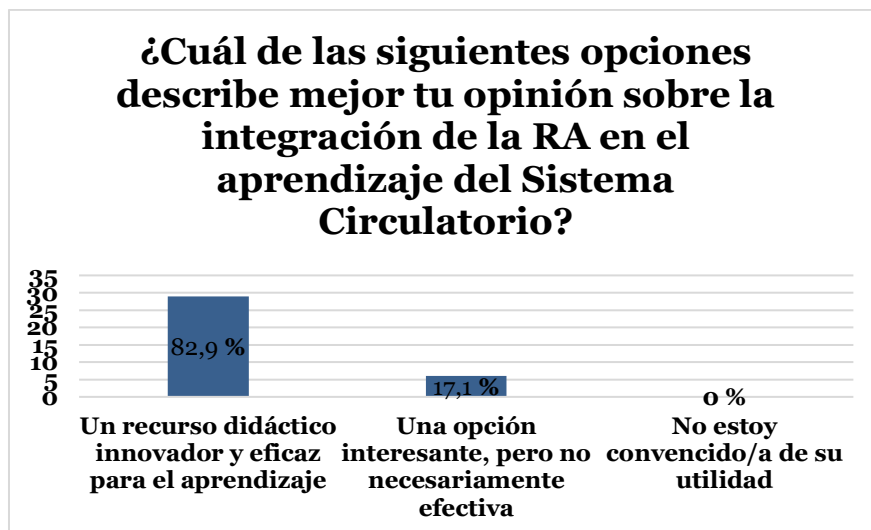 ¿Cuál de las siguientes opciones
describe mejor tu opinión sobre la
integración de la RA en el
aprendizaje del Sistema
Circulatorio?
35
30
25
20
15
10
5
0
82,9 %
17,1 %
0 %
Un recurso didáctico
innovador y eficaz
para el aprendizaje
Una opción
interesante, pero no
necesariamente
efectiva
No estoy
convencido/a de su
utilidad